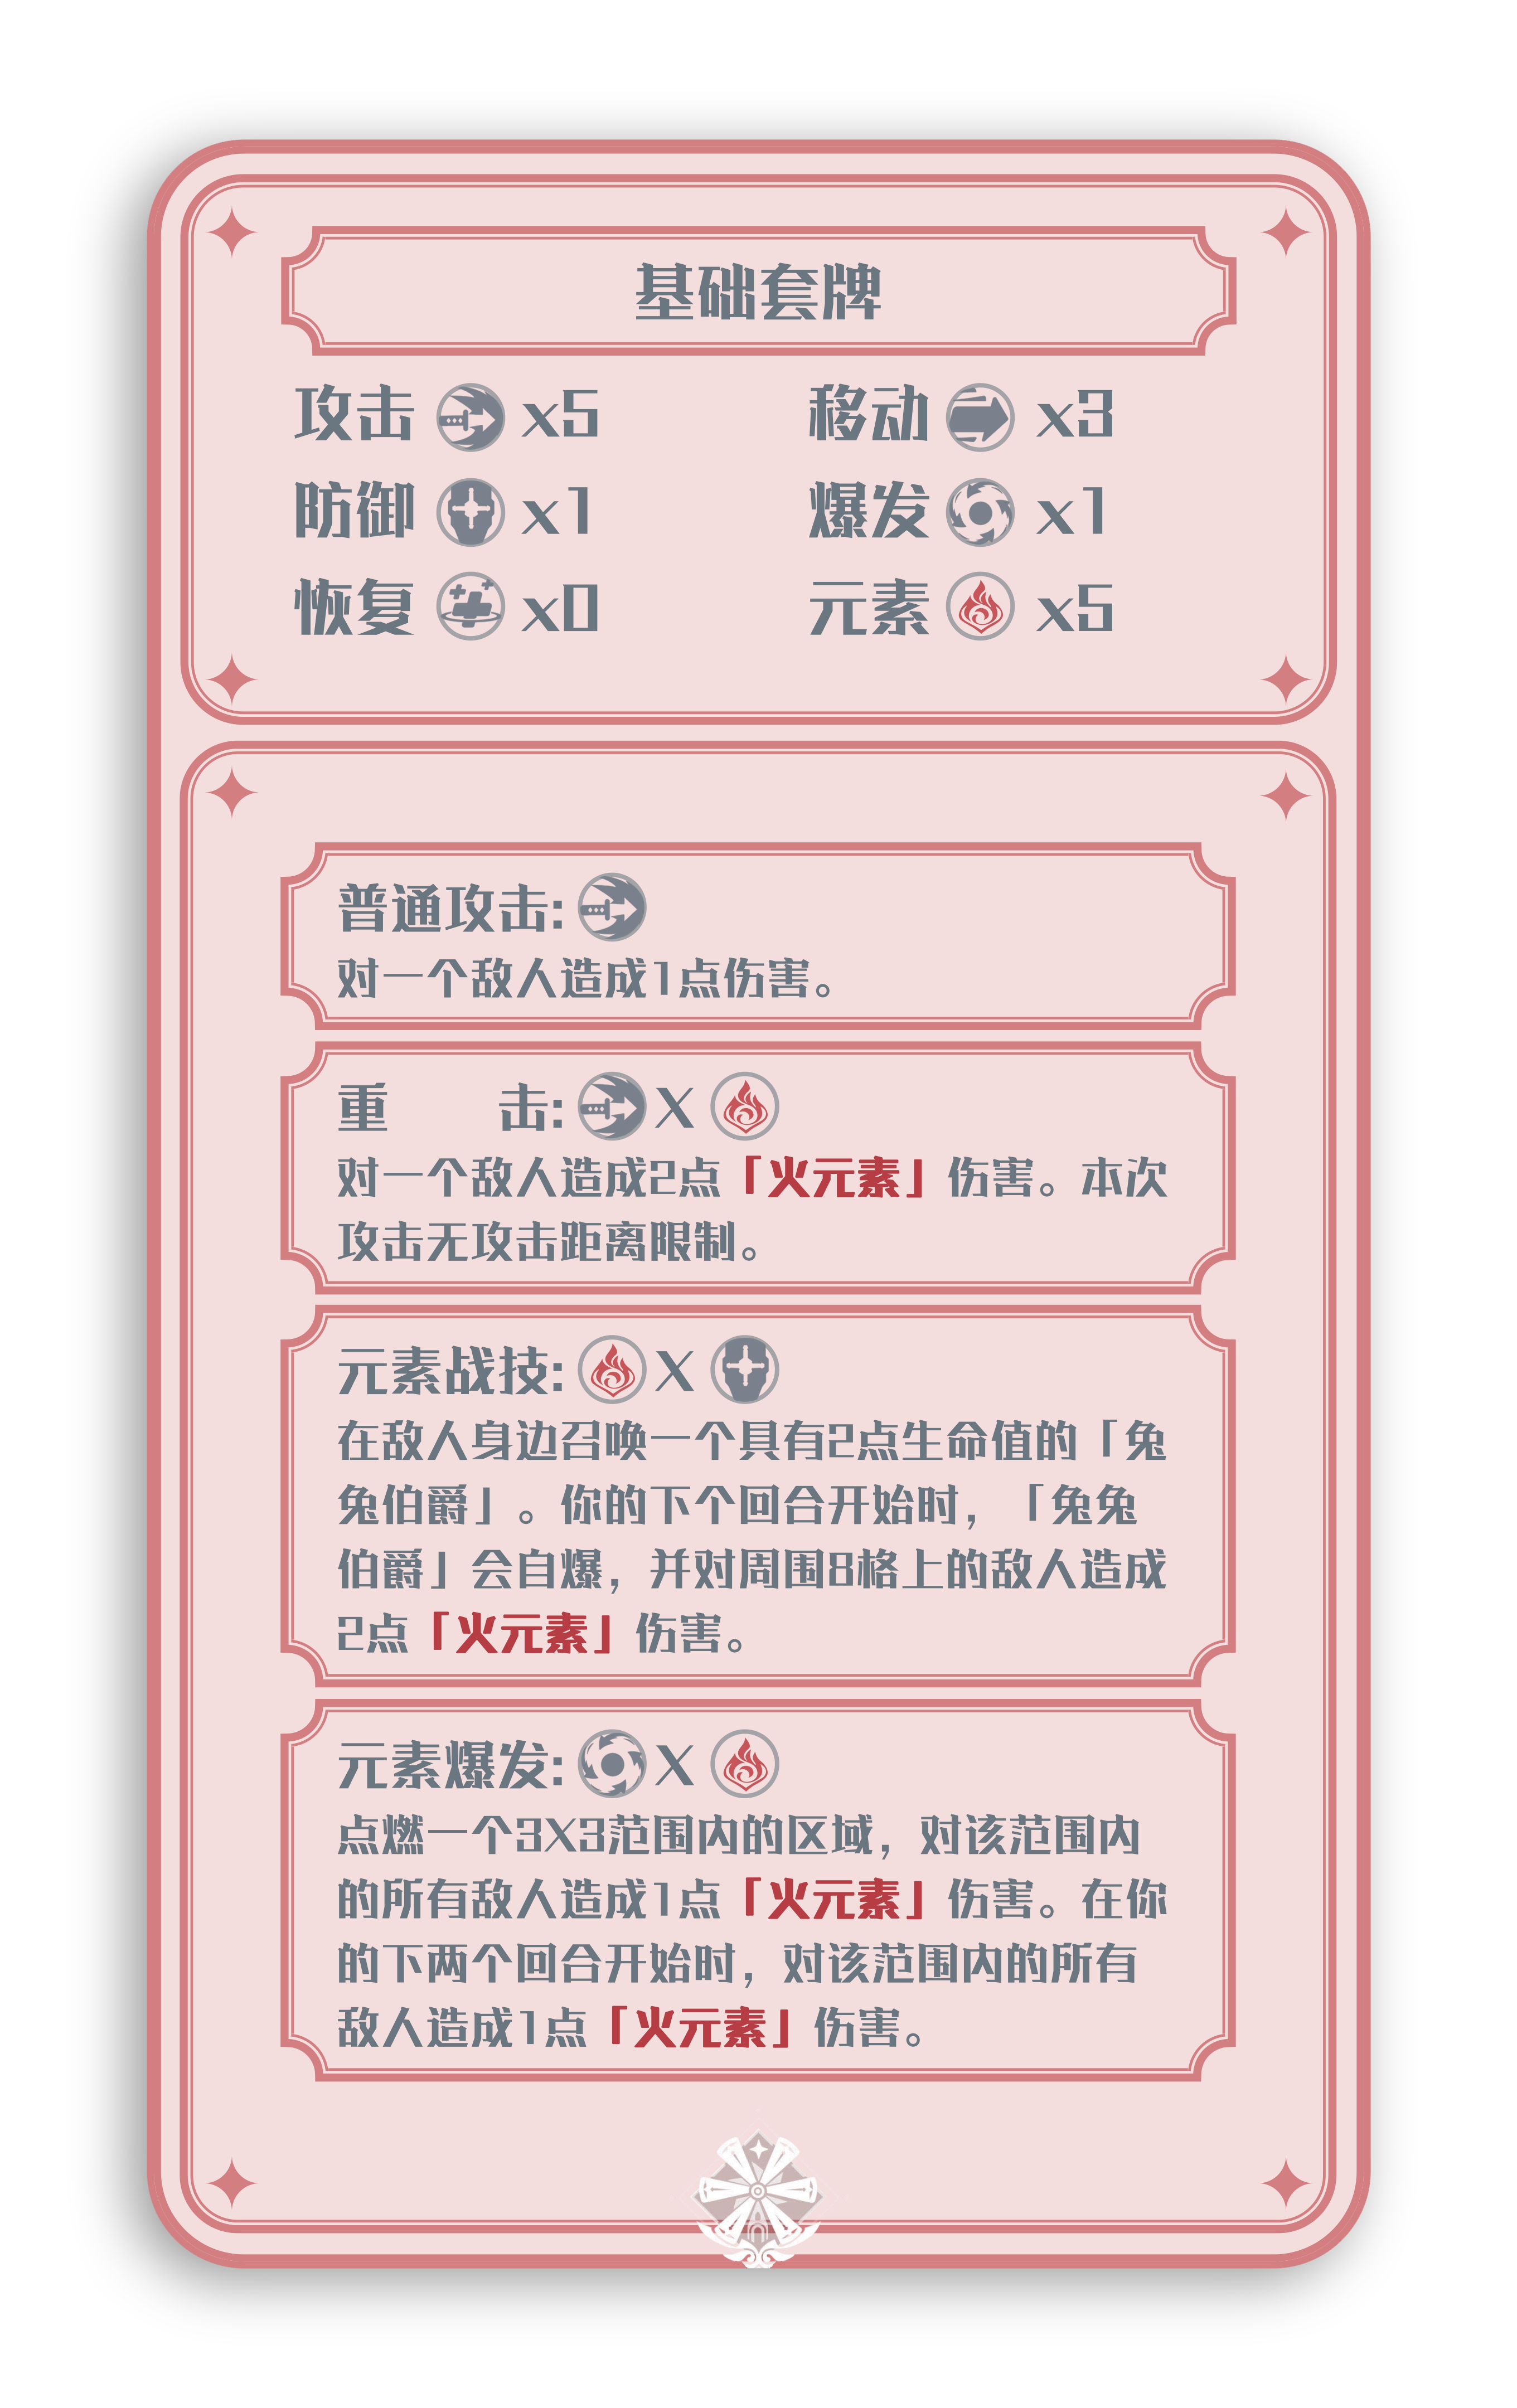 基础套牌
攻击 x5 移动 x3
防御 x1 爆发 x1
恢复 x0 元素 x5
普通攻击:
对一个敌人造成1点伤害。
重 击: X
对一个敌人造成2点「火元素」伤害。本次
攻击无攻击距离限制。
元素战技: X
在敌人身边召唤一个具有2点生命值的「兔
兔伯爵」。你的下个回合开始时，「兔兔
伯爵」会自爆，并对周围8格上的敌人造成
2点「火元素」伤害。
元素爆发: X
点燃一个3X3范围内的区域，对该范围内
的所有敌人造成1点「火元素」伤害。在你
的下两个回合开始时，对该范围内的所有
敌人造成1点「火元素」伤害。